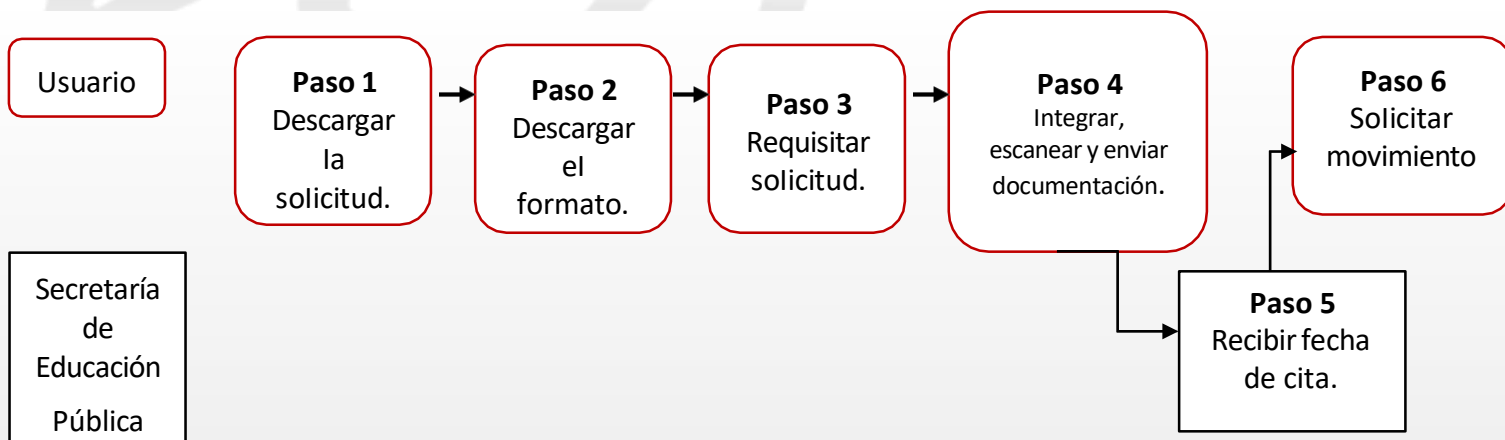 Usuario
Paso 1
Descargar
la
solicitud.
Paso 2
Descargar
el
formato.
Paso 3
Requisitar
solicitud.
Paso 4
Integrar,
escanear y enviar
documentación.
Paso 6
Solicitar
movimiento
Secretaría
de
Educación
Pública
Paso 5
Recibir fecha
de cita.